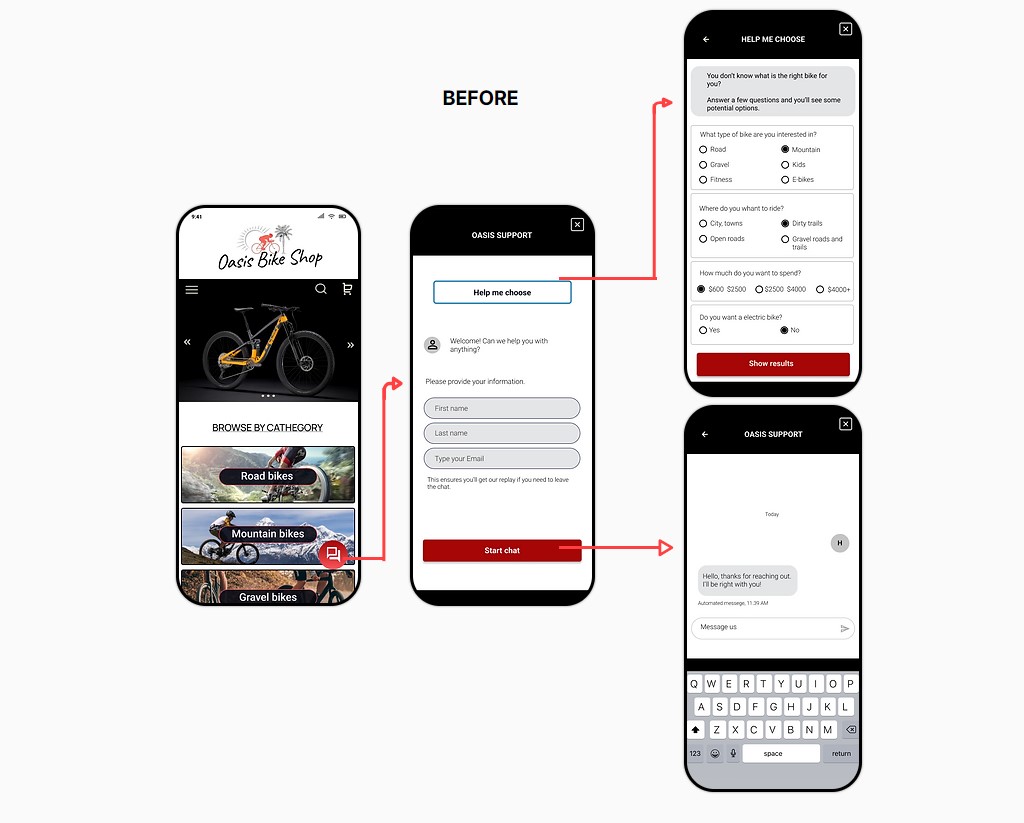 BEFORE
9:41
Oasis Bike Shop
«
»
BROWSE BY CATHEGORY
Road bikes
Mountain bikes
Gravel bikes
OASIS SUPPORT
Help me choose
Welcome! Can we help you with
anything?
Please provide your information.
First name
Last name
Type your Email
This ensures you'll get our replay if you need to leave
the chat.
Start chat
HELP ME CHOOSE
You don't know what is the right bike for
you?
Answer a few questions and you'll see some
potential options.
What type of bike are you interested in?
Road
Mountain
Gravel
Kids
Fitness
E-bikes
Where do you whant to ride?
City, towns
Dirty trails
Open roads
Gravel roads and
trails
How much do you want to spend?
$600 $2500
$2500 $4000
$4000+
Do you want a electric bike?
Yes
No
Show results
OASIS SUPPORT
Today
H
Hello, thanks for reaching out.
I'll be right with you!
Automated messege, 11:39 AM
Message us
Q W E R T Y U I O P
A S D F G H J K L
Z X C V B N M
123 space return